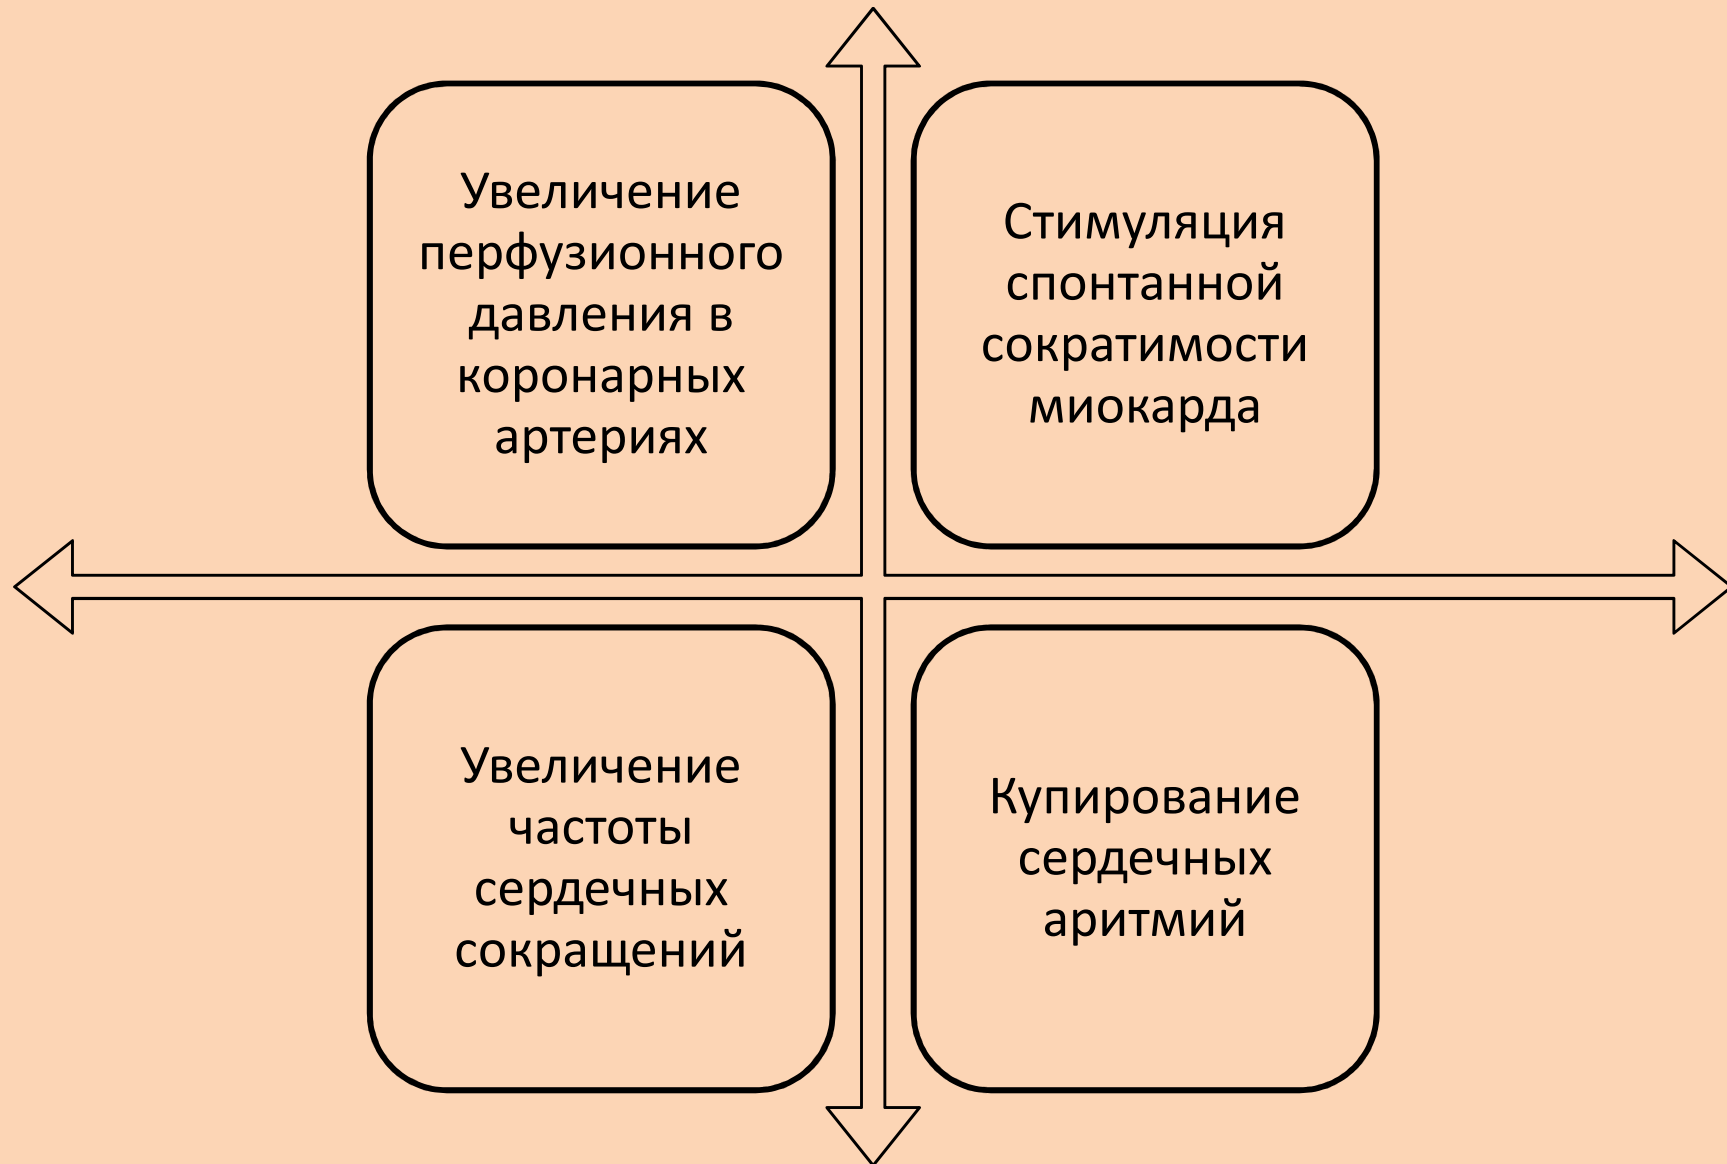 Увеличение
перфузионного
давления в
коронарных
артериях
Стимуляция
спонтанной
сократимости
миокарда
Увеличение
частоты
сердечных
сокращений
Купирование
сердечных
аритмий